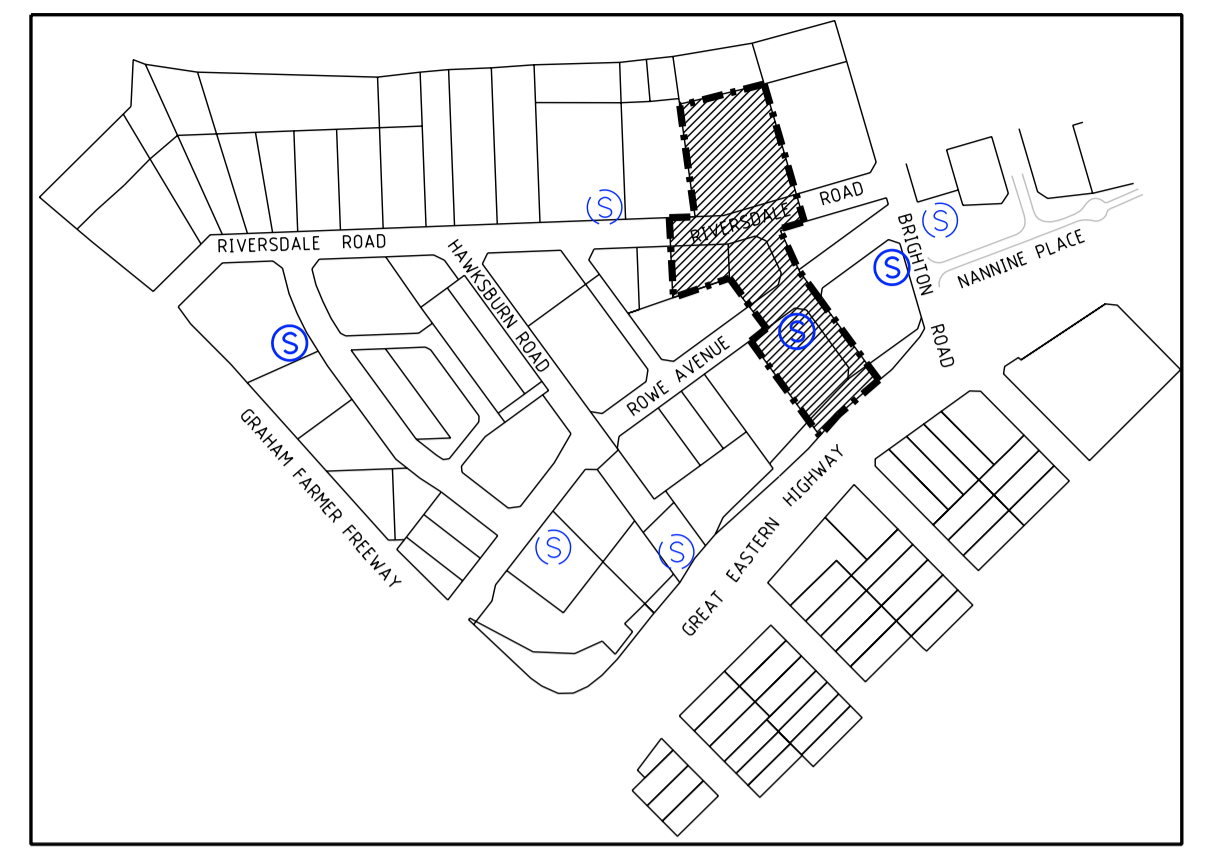 RIVERSDALE ROAD
RIVERSDALE
ROAD
HAWKSBURN ROAD
BRIGHTON
ROAD
NANNINE PLACE
ROWE AVENUE
GRAHAM FARMER FREEWAY
GREAT EASTERN HIGHWAY
S
S
S
S
S
S
S